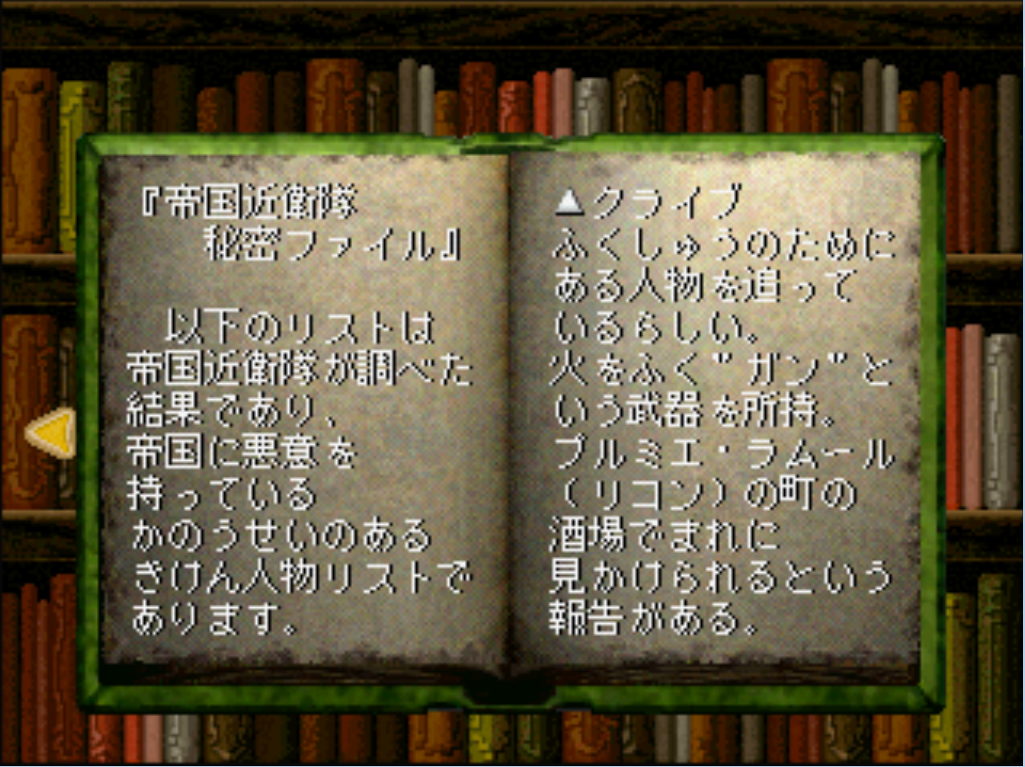 『帝国近衛隊
秘密ファイル』
以下のリストは
帝国近衛隊が調べた
結果であり、
帝国に悪意を
持っている
かのうせいのある
きけん人物リストで
あります。
▲クライブ
ふくしゅうのために
ある人物を追って
いるらしい。
火をふく"ガン"と
いう武器を所持。
プルミエ・ラムール
（リコン）の町の
酒場でまれに
見かけられるという
報告がある。